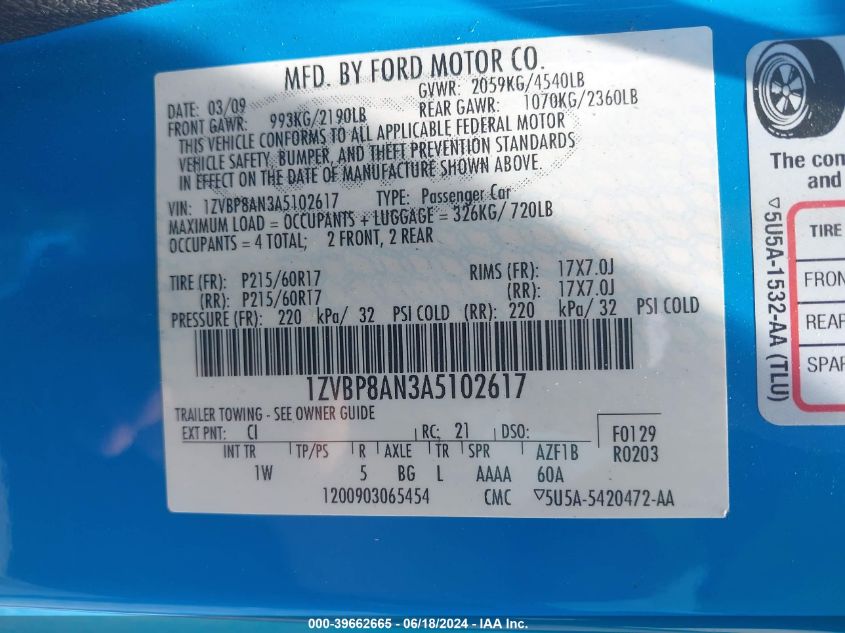 MFD. BY FORD MOTOR CO.
DATE: 03/09 GVWR: 2059KG/4540LB
FRONT GAWR: 993KG/2190LB REAR GAWR: 1070KG/2360LB
THIS VEHICLE CONFORMS TO ALL APPLICABLE FEDERAL MOTOR
VEHICLE SAFETY, BUMPER, AND THEFT PREVENTION STANDARDS
IN EFFECT ON THE DATE OF MANUFACTURE SHOWN ABOVE.
VIN: 1ZVBP8AN3A5102617 TYPE: Passenger Car
MAXIMUM LOAD = OCCUPANTS + LUGGAGE = 326KG/ 720LB
OCCUPANTS = 4 TOTAL; 2 FRONT, 2 REAR
TIRE (FR): P215/60R17 RIMS (FR): 17X7.0J
(RR): P215/60R17 (RR): 17X7.0J
PRESSURE (FR): 220 kPa/ 32 PSI COLD (RR): 220 kPa/ 32 PSI COLD
1ZVBP8AN3A5102617
TRAILER TOWING - SEE OWNER GUIDE
EXT PNT: CI RC: 21 DSO: F0129
INT TR TP/PS R AXLE TR SPR AZF1B R0203
1W 5 BG L AAAA 60A
1200903065454 CMC ▽5U5A-5420472-AA
The con
and
TIRE
FRON
REAR
SPAR
▽5U5A-1532-AA (TLU)
000-39662665 - 06/18/2024 - IAA Inc.